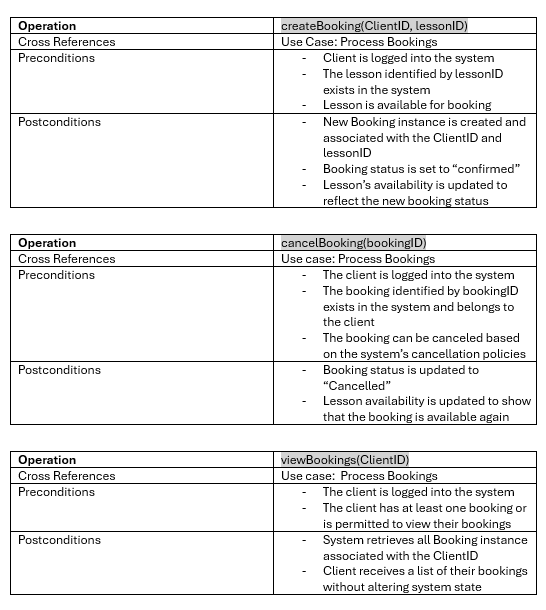 Operation createBooking(ClientID, lessonID)
Cross References Use Case: Process Bookings
Preconditions - Client is logged into the system
- The lesson identified by lessonID
exists in the system
- Lesson is available for booking
Postconditions - New Booking instance is created and
associated with the ClientID and
lessonID
- Booking status is set to “confirmed”
- Lesson’s availability is updated to
reflect the new booking status
Operation cancelBooking(bookingID)
Cross References Use case: Process Bookings
Preconditions - The client is logged into the system
- The booking identified by bookingID
exists in the system and belongs to
the client
- The booking can be canceled based
on the system’s cancellation policies
Postconditions - Booking status is updated to
“Cancelled”
- Lesson availability is updated to show
that the booking is available again
Operation viewBookings(ClientID)
Cross References Use case: Process Bookings
Preconditions - The client is logged into the system
- The client has at least one booking or
is permitted to view their bookings
Postconditions - System retrieves all Booking instance
associated with the ClientID
- Client receives a list of their bookings
without altering system state